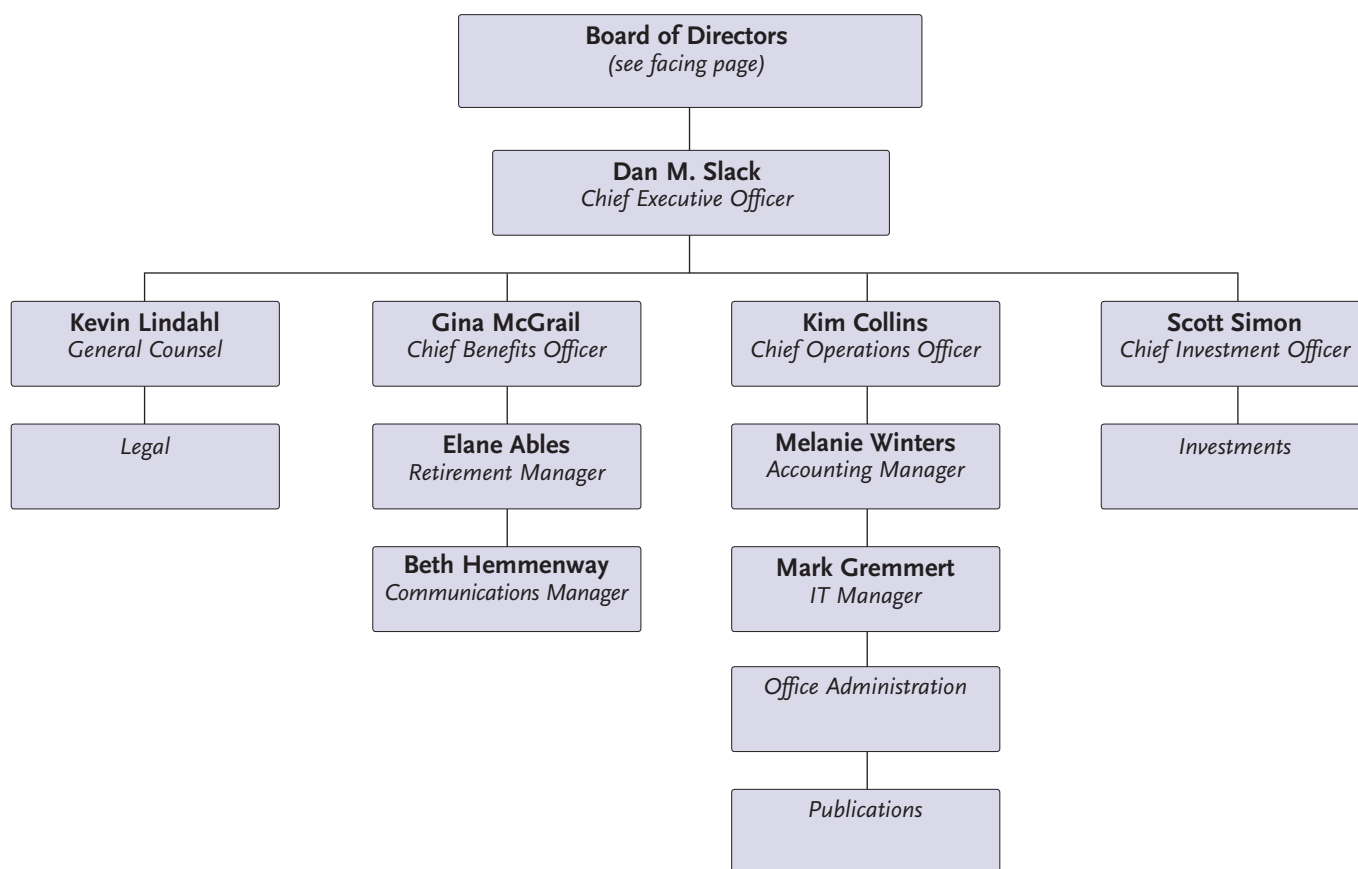 Board of Directors
(see facing page)
Dan M. Slack
Chief Executive Officer
Kevin Lindahl
General Counsel
Gina McGrail
Chief Benefits Officer
Kim Collins
Chief Operations Officer
Scott Simon
Chief Investment Officer
Legal
Elane Ables
Retirement Manager
Melanie Winters
Accounting Manager
Investments
Beth Hemmenway
Communications Manager
Mark Gremmert
IT Manager
Office Administration
Publications